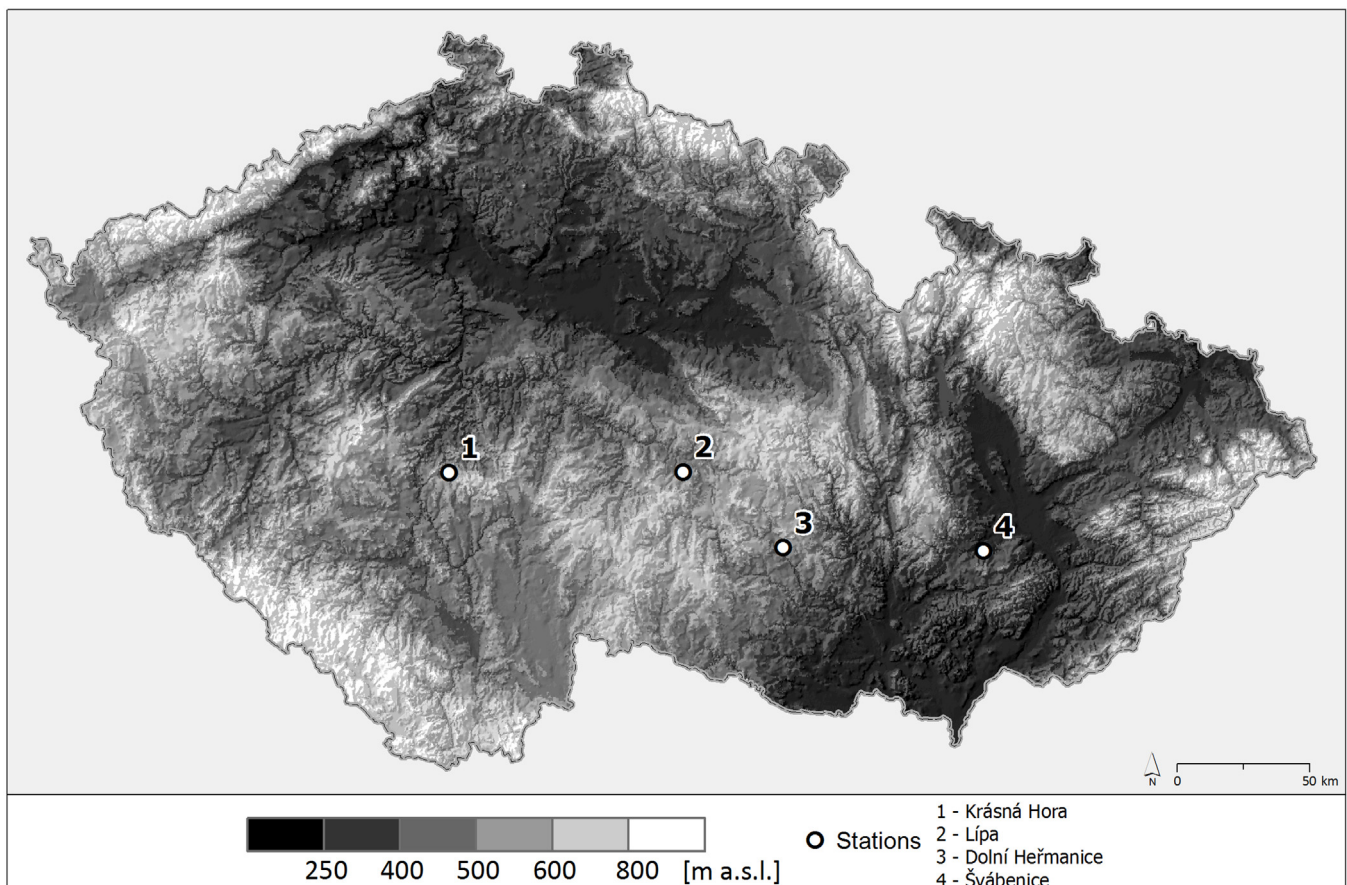 1
2
3
4
N
0 50 km
250 400 500 600 800 [m a.s.l.]
Stations
1 - Krásná Hora
2 - Lípa
3 - Dolní Heřmanice
4 - Švábenice